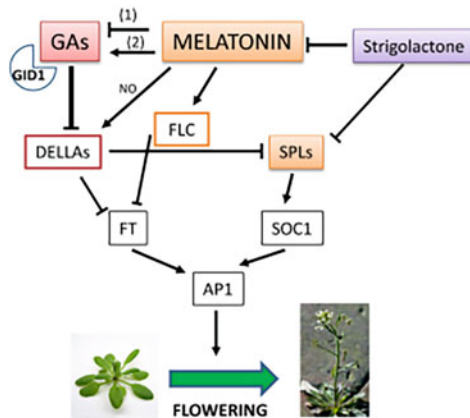 (1)
GAs
(2)
MELATONIN
Strigolactone
GID1
NO
FLC
DELLAs
SPLs
FT
SOC1
AP1
FLOWERING